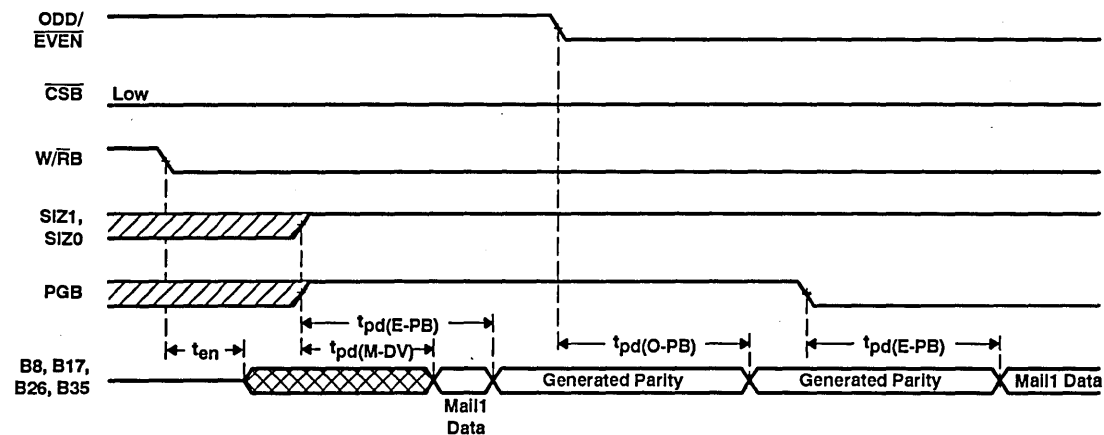 ODD/
EVEN
CSB Low
W/RB
SIZ1,
SIZ0
PGB
tpd(E-PB)
ten tpd(M-DV) tpd(O-PB) tpd(E-PB)
B8, B17,
B26, B35
Generated Parity Generated Parity Mail1 Data
Mail1
Data